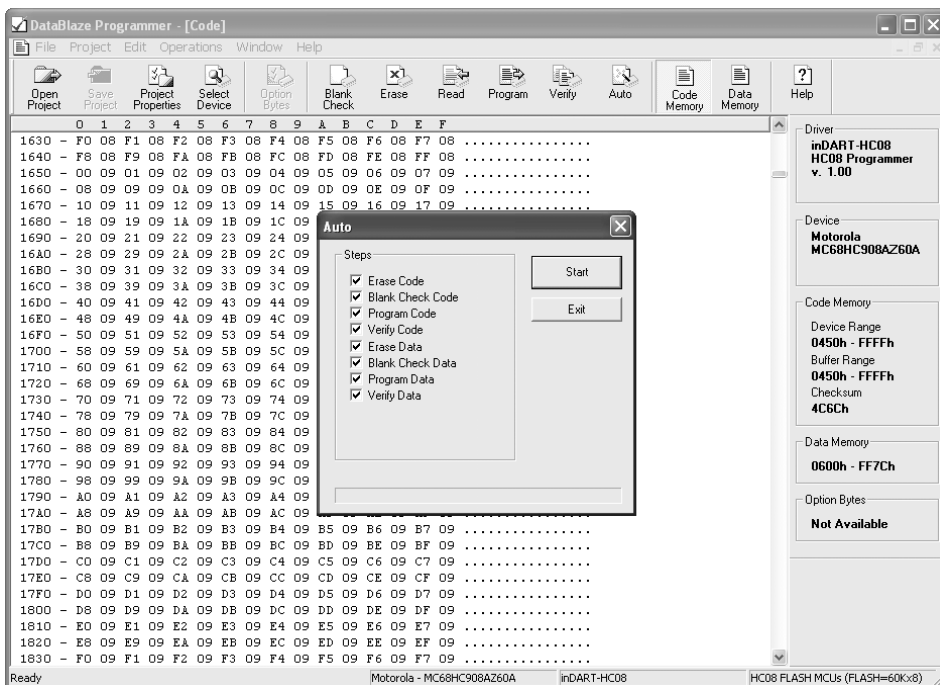 DataBlaze Programmer - [Code]
File Project Edit Operations Window Help
Open Project
Save Project
Project Properties
Select Device
Option Bytes
Blank Check
Erase
Read
Program
Verify
Auto
Code Memory
Data Memory
Help
0 1 2 3 4 5 6 7 8 9 A B C D E F
1630 - F0 08 F1 08 F2 08 F3 08 F4 08 F5 08 F6 08 F7 08 ................
1640 - F8 08 F9 08 FA 08 FB 08 FC 08 FD 08 FE 08 FF 08 ................
1650 - 00 09 01 09 02 09 03 09 04 09 05 09 06 09 07 09 ................
1660 - 08 09 09 09 0A 09 0B 09 0C 09 0D 09 0E 09 0F 09 ................
1670 - 10 09 11 09 12 09 13 09 14 09 15 09 16 09 17 09 ................
1680 - 18 09 19 09 1A 09 1B 09 1C 09
1690 - 20 09 21 09 22 09 23 09 24 09
16A0 - 28 09 29 09 2A 09 2B 09 2C 09
16B0 - 30 09 31 09 32 09 33 09 34 09
16C0 - 38 09 39 09 3A 09 3B 09 3C 09
16D0 - 40 09 41 09 42 09 43 09 44 09
16E0 - 48 09 49 09 4A 09 4B 09 4C 09
16F0 - 50 09 51 09 52 09 53 09 54 09
1700 - 58 09 59 09 5A 09 5B 09 5C 09
1710 - 60 09 61 09 62 09 63 09 64 09
1720 - 68 09 69 09 6A 09 6B 09 6C 09
1730 - 70 09 71 09 72 09 73 09 74 09
1740 - 78 09 79 09 7A 09 7B 09 7C 09
1750 - 80 09 81 09 82 09 83 09 84 09
1760 - 88 09 89 09 8A 09 8B 09 8C 09
1770 - 90 09 91 09 92 09 93 09 94 09
1780 - 98 09 99 09 9A 09 9B 09 9C 09
1790 - A0 09 A1 09 A2 09 A3 09 A4 09
17A0 - A8 09 A9 09 AA 09 AB 09 AC 09
17B0 - B0 09 B1 09 B2 09 B3 09 B4 09 B5 09 B6 09 B7 09 ................
17C0 - B8 09 B9 09 BA 09 BB 09 BC 09 BD 09 BE 09 BF 09 ................
17D0 - C0 09 C1 09 C2 09 C3 09 C4 09 C5 09 C6 09 C7 09 ................
17E0 - C8 09 C9 09 CA 09 CB 09 CC 09 CD 09 CE 09 CF 09 ................
17F0 - D0 09 D1 09 D2 09 D3 09 D4 09 D5 09 D6 09 D7 09 ................
1800 - D8 09 D9 09 DA 09 DB 09 DC 09 DD 09 DE 09 DF 09 ................
1810 - E0 09 E1 09 E2 09 E3 09 E4 09 E5 09 E6 09 E7 09 ................
1820 - E8 09 E9 09 EA 09 EB 09 EC 09 ED 09 EE 09 EF 09 ................
1830 - F0 09 F1 09 F2 09 F3 09 F4 09 F5 09 F6 09 F7 09 ................
Auto
Steps
Erase Code
Blank Check Code
Program Code
Verify Code
Erase Data
Blank Check Data
Program Data
Verify Data
Start
Exit
Driver
inDART-HC08
HC08 Programmer
v. 1.00
Device
Motorola
MC68HC908AZ60A
Code Memory
Device Range
0450h - FFFFh
Buffer Range
0450h - FFFFh
Checksum
4C6Ch
Data Memory
0600h - FF7Ch
Option Bytes
Not Available
Ready
Motorola - MC68HC908AZ60A
inDART-HC08
HC08 FLASH MCUs (FLASH=60Kx8)